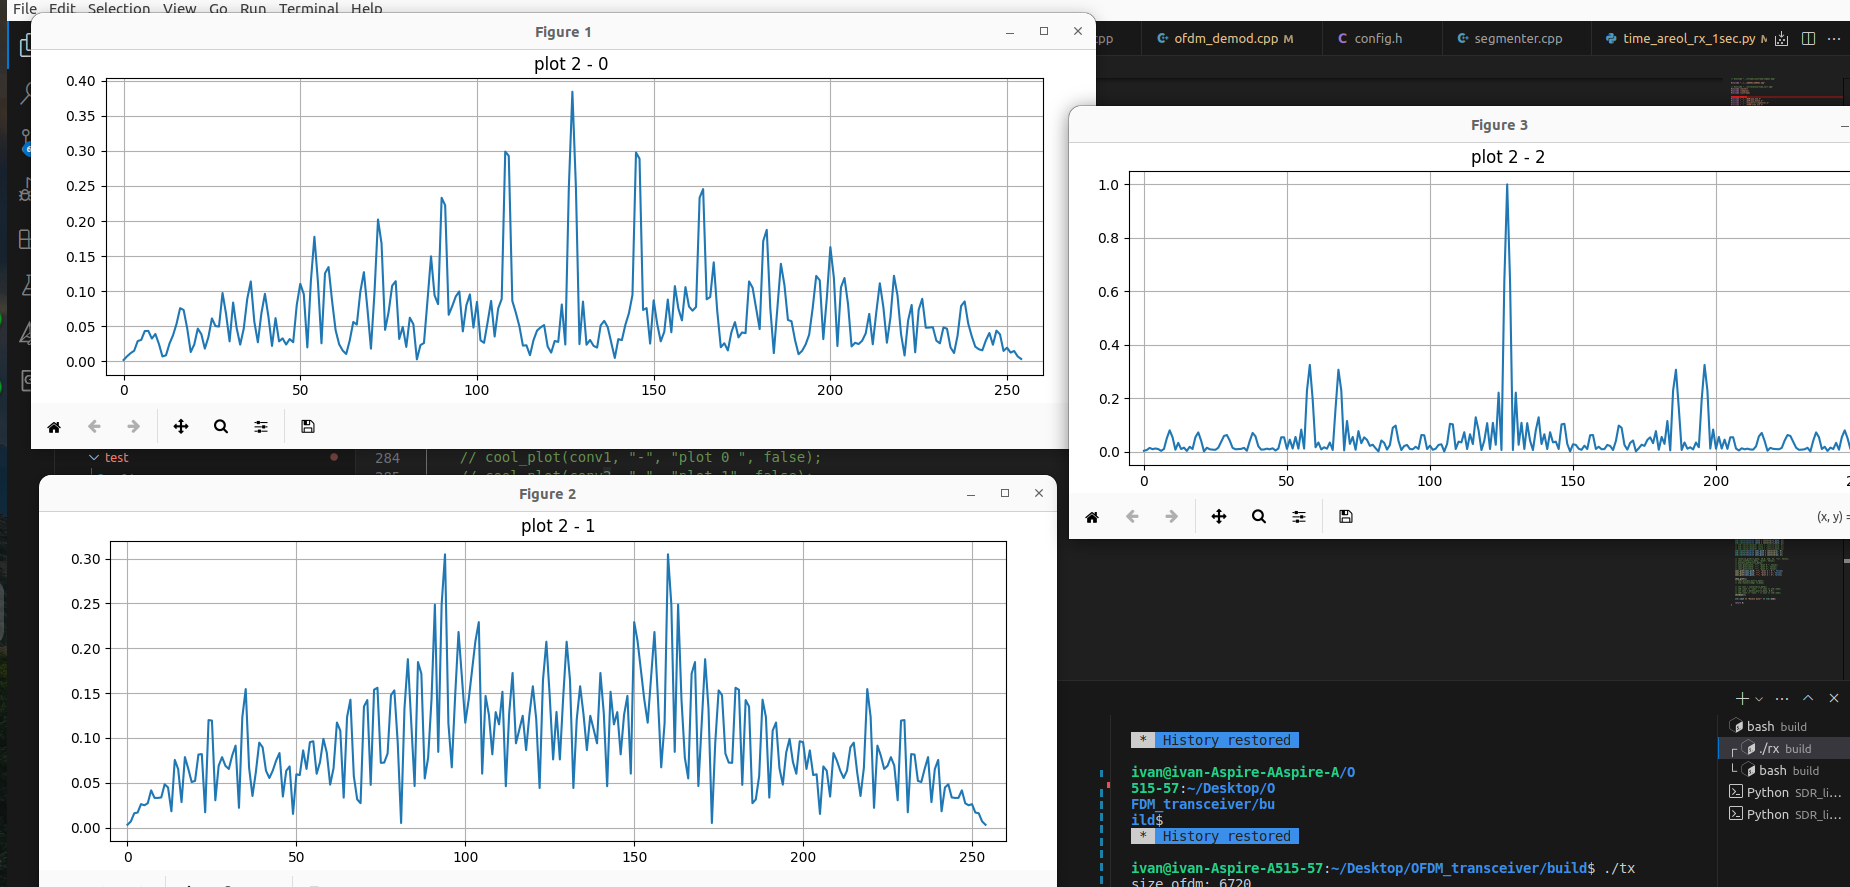 File Edit Selection View Go Run Terminal Help
Figure 1
cpp
ofdm_demod.cpp M
config.h
segmenter.cpp
time_areol_rx_1sec.py
plot 2 - 0
0.40
0.35
0.30
0.25
0.20
0.15
0.10
0.05
0.00
0 50 100 150 200 250
Figure 3
plot 2 - 2
1.0
0.8
0.6
0.4
0.2
0.0
0 50 100 150 200
(x, y) =
test
284 // cool_plot(conv1, "-", "plot 0 ", false);
Figure 2
plot 2 - 1
0.30
0.25
0.20
0.15
0.10
0.05
0.00
0 50 100 150 200 250
* History restored
ivan@ivan-Aspire-AAspire-A/O
515-57:~/Desktop/O
FDM_transceiver/bu
ild$
* History restored
ivan@ivan-Aspire-A515-57:~/Desktop/OFDM_transceiver/build$ ./tx
size ofdm: 6720
bash build
./rx build
bash build
Python SDR_li...
Python SDR_li...